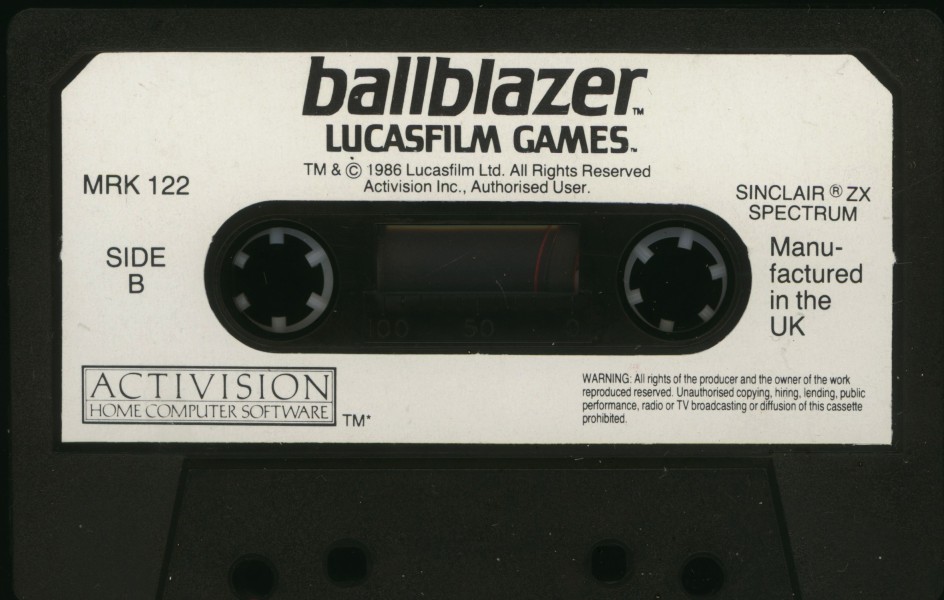 ballblazer™
LUCASFILM GAMES™
TM & © 1986 Lucasfilm Ltd. All Rights Reserved
Activision Inc., Authorised User.
MRK 122
SINCLAIR ® ZX
SPECTRUM
SIDE
B
Manu-
factured
in the
UK
100 50 0
ACTIVISION
HOME COMPUTER SOFTWARE
TM*
WARNING: All rights of the producer and the owner of the work
reproduced reserved. Unauthorised copying, hiring, lending, public
performance, radio or TV broadcasting or diffusion of this cassette
prohibited.